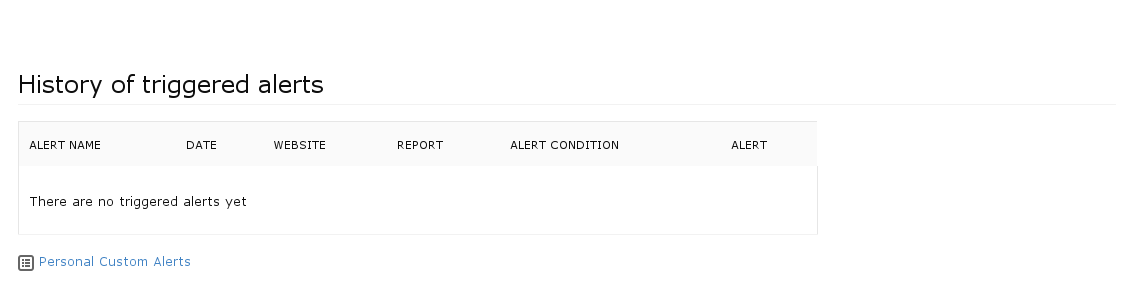 History of triggered alerts
ALERT NAME DATE WEBSITE REPORT ALERT CONDITION ALERT
There are no triggered alerts yet
Personal Custom Alerts